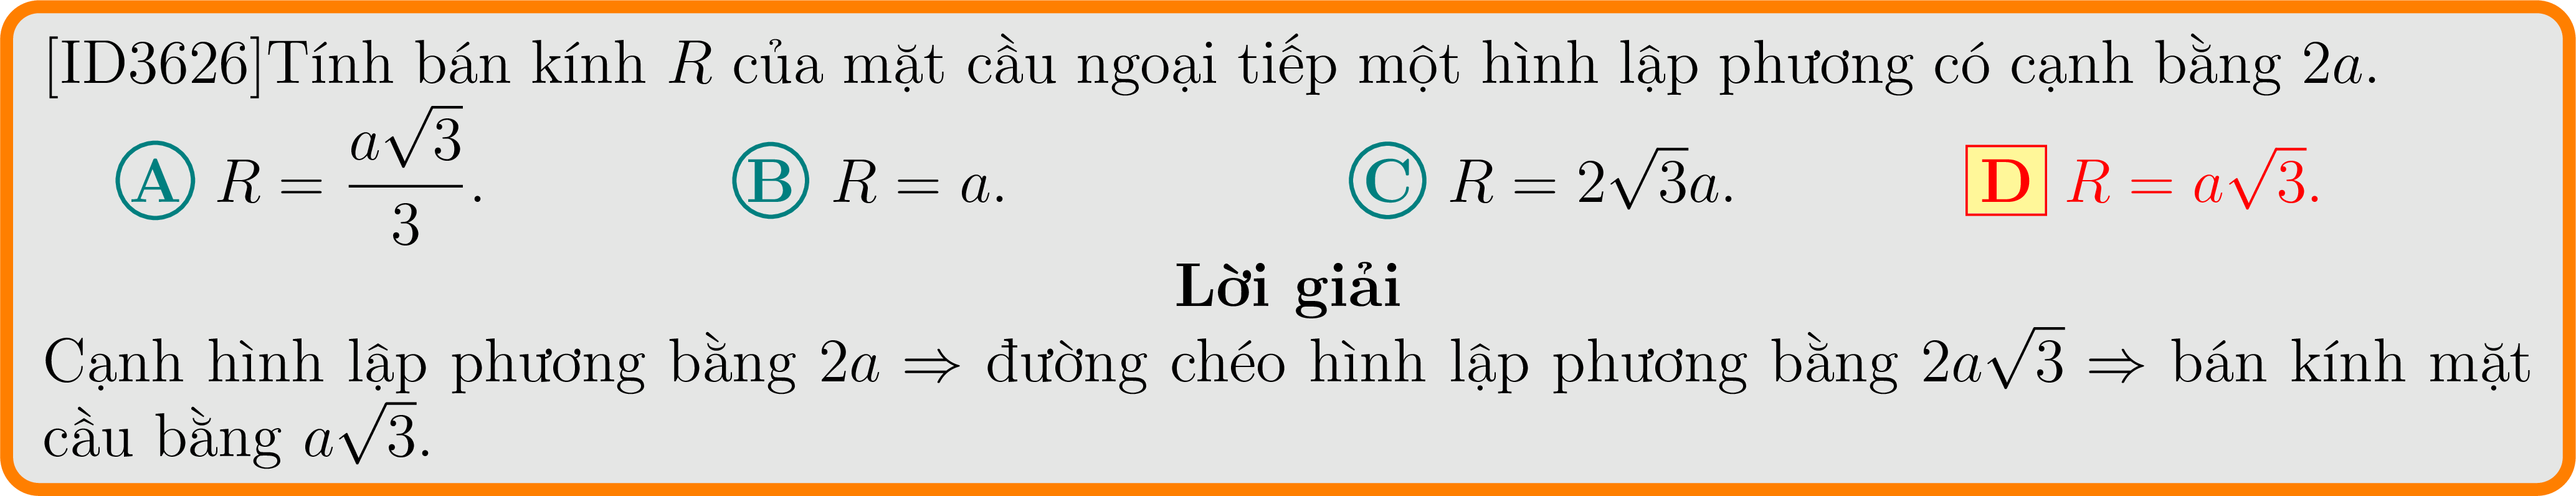 [ID3626]Tính bán kính R của mặt cầu ngoại tiếp một hình lập phương có cạnh bằng 2a.
A R = \frac{a\sqrt{3}}{3}. B R = a. C R = 2\sqrt{3}a. D R = a\sqrt{3}.
Lời giải
Cạnh hình lập phương bằng 2a ⇒ đường chéo hình lập phương bằng 2a\sqrt{3} ⇒ bán kính mặt
cầu bằng a\sqrt{3}.